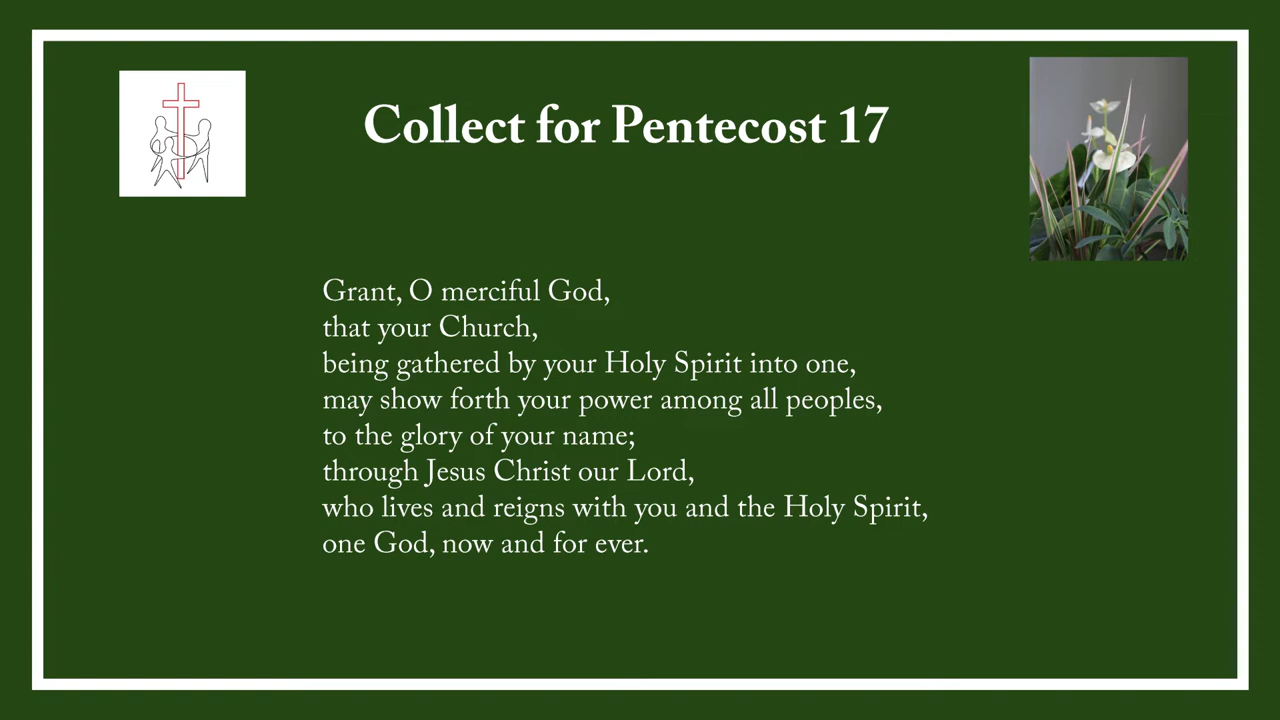 Collect for Pentecost 17
Grant, O merciful God,
that your Church,
being gathered by your Holy Spirit into one,
may show forth your power among all peoples,
to the glory of your name;
through Jesus Christ our Lord,
who lives and reigns with you and the Holy Spirit,
one God, now and for ever.